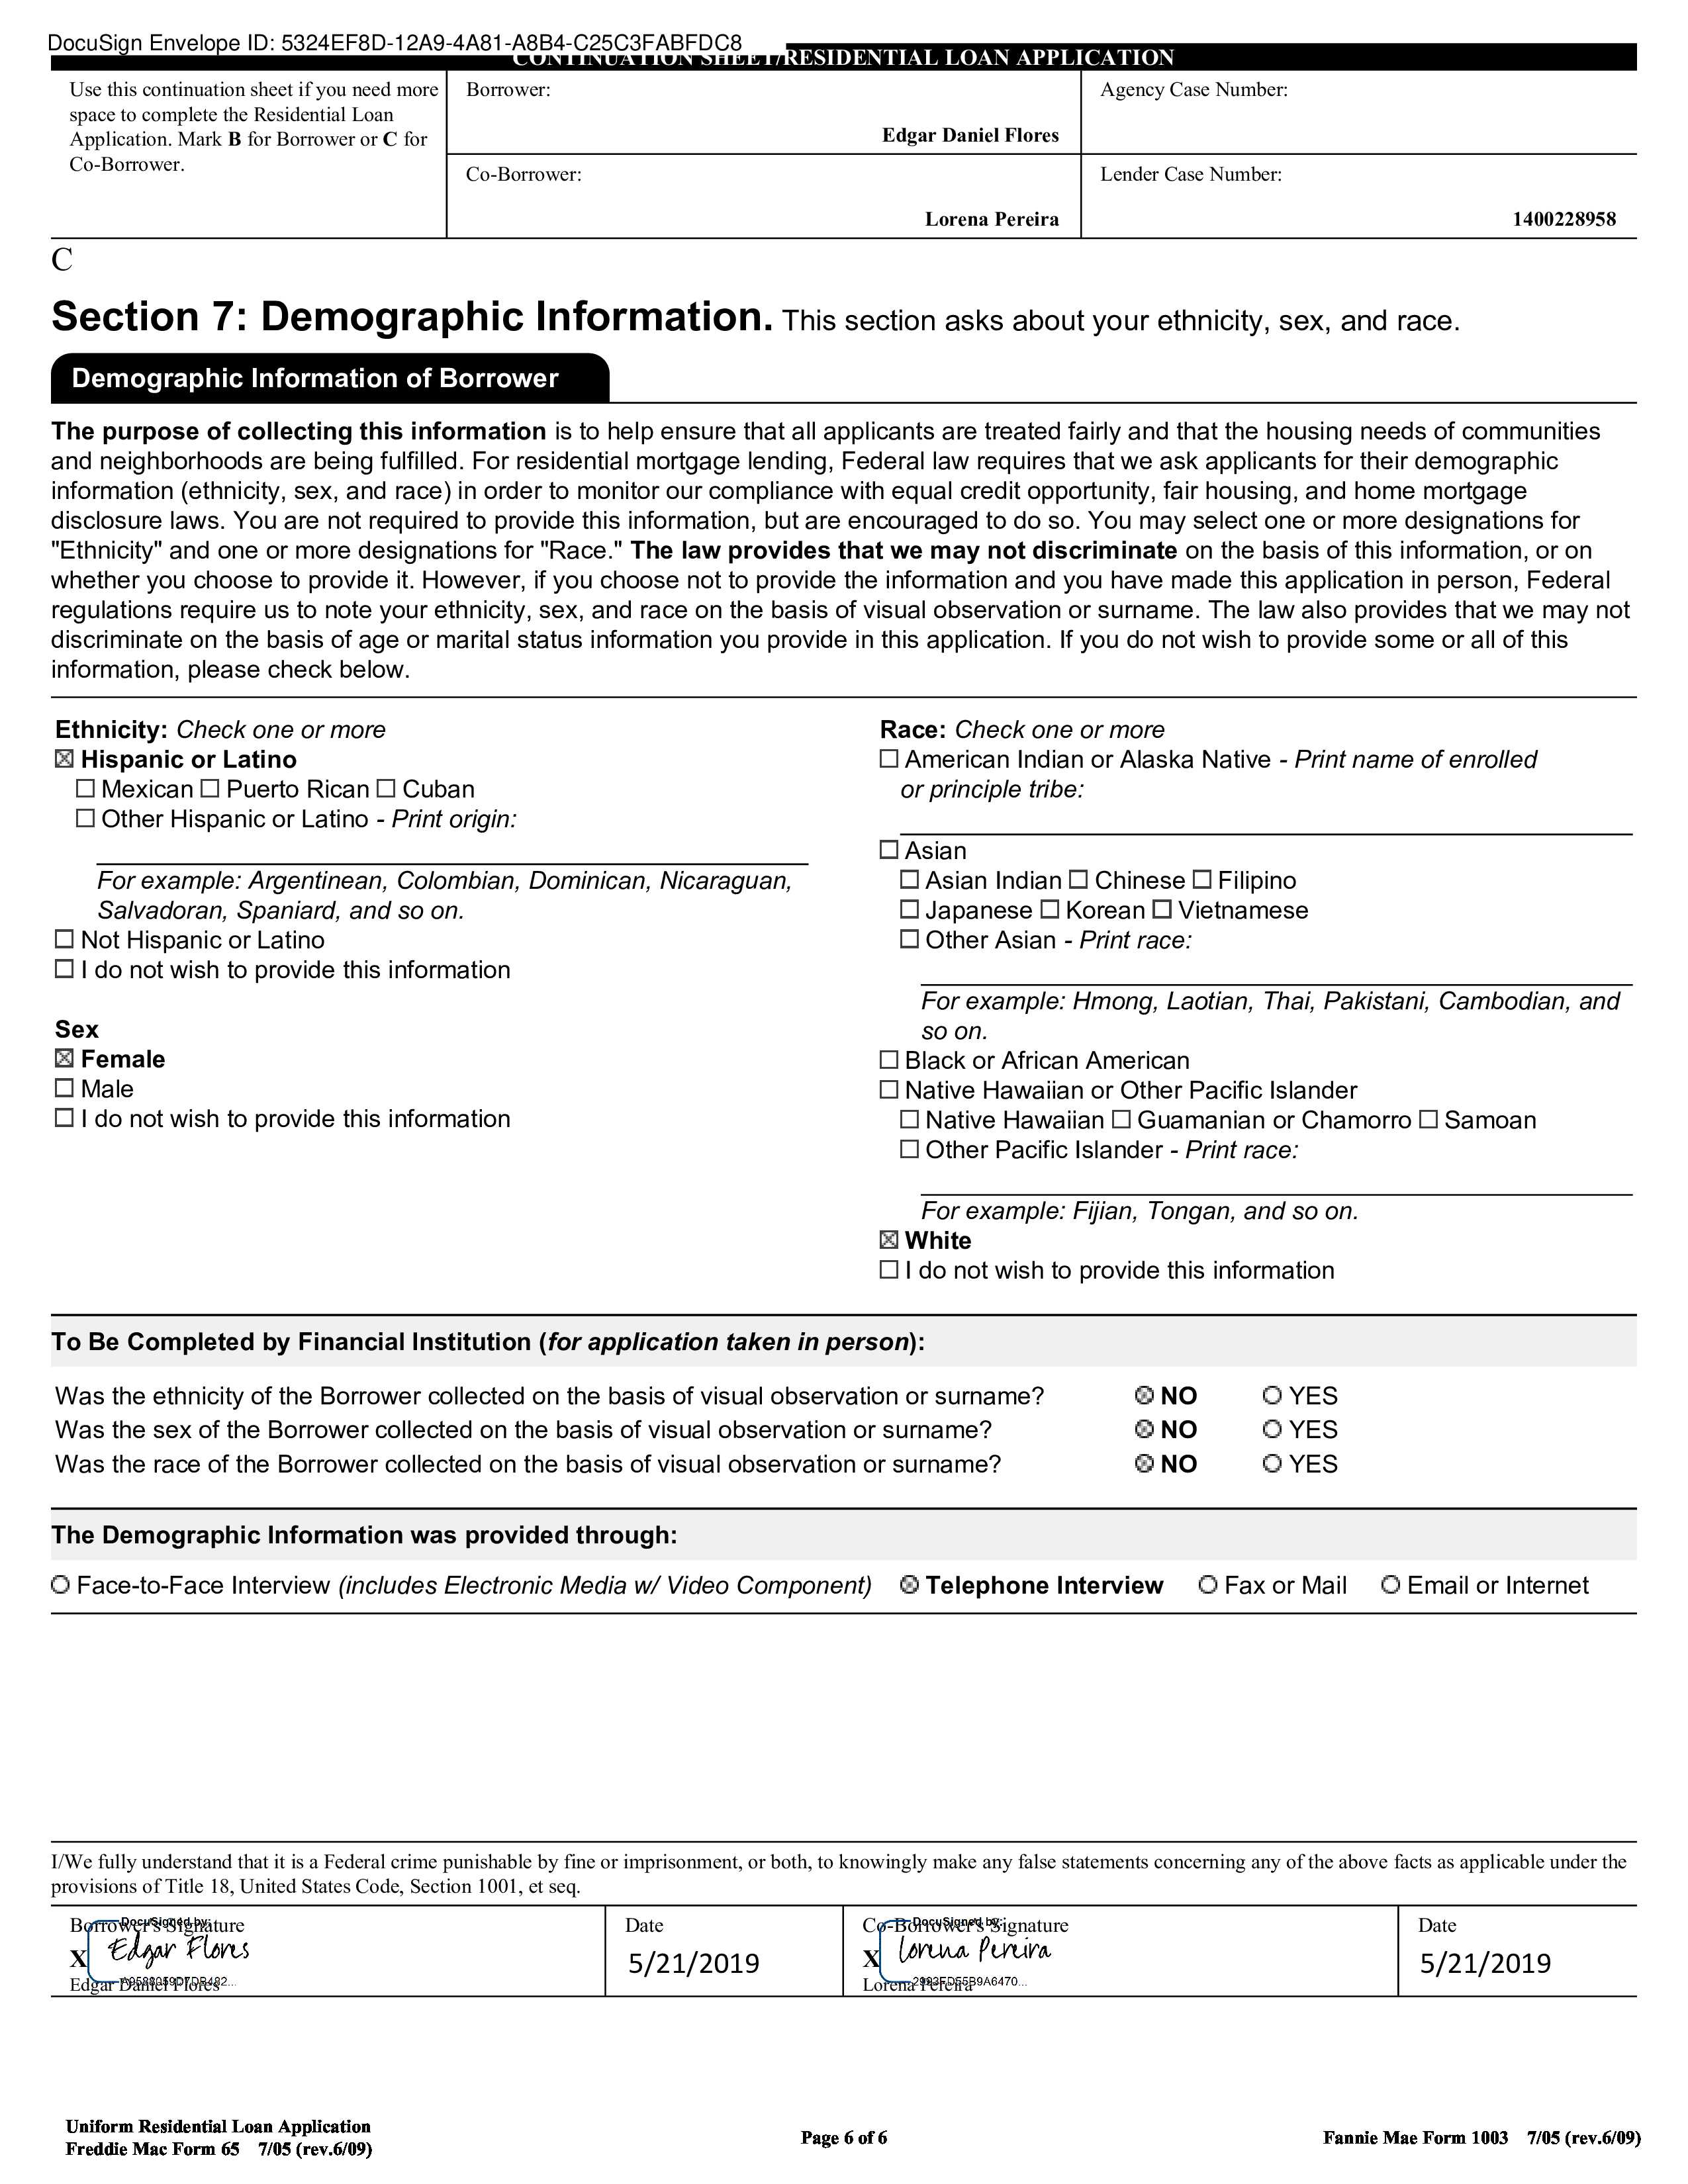 DocuSign Envelope ID: 5324EF8D-12A9-4A81-A8B4-C25C3FABFDC8
CONTINUATION SHEET/RESIDENTIAL LOAN APPLICATION
Use this continuation sheet if you need more
space to complete the Residential Loan
Application. Mark B for Borrower or C for
Co-Borrower.
Borrower:
Edgar Daniel Flores
Agency Case Number:
Co-Borrower:
Lorena Pereira
Lender Case Number:
1400228958
C
Section 7: Demographic Information. This section asks about your ethnicity, sex, and race.
Demographic Information of Borrower
The purpose of collecting this information is to help ensure that all applicants are treated fairly and that the housing needs of communities
and neighborhoods are being fulfilled. For residential mortgage lending, Federal law requires that we ask applicants for their demographic
information (ethnicity, sex, and race) in order to monitor our compliance with equal credit opportunity, fair housing, and home mortgage
disclosure laws. You are not required to provide this information, but are encouraged to do so. You may select one or more designations for
"Ethnicity" and one or more designations for "Race." The law provides that we may not discriminate on the basis of this information, or on
whether you choose to provide it. However, if you choose not to provide the information and you have made this application in person, Federal
regulations require us to note your ethnicity, sex, and race on the basis of visual observation or surname. The law also provides that we may not
discriminate on the basis of age or marital status information you provide in this application. If you do not wish to provide some or all of this
information, please check below.
Ethnicity: Check one or more
☒ Hispanic or Latino
☐ Mexican ☐ Puerto Rican ☐ Cuban
☐ Other Hispanic or Latino - Print origin:
For example: Argentinean, Colombian, Dominican, Nicaraguan,
Salvadoran, Spaniard, and so on.
☐ Not Hispanic or Latino
☐ I do not wish to provide this information
Sex
☒ Female
☐ Male
☐ I do not wish to provide this information
Race: Check one or more
☐ American Indian or Alaska Native - Print name of enrolled
or principle tribe:
☐ Asian
☐ Asian Indian ☐ Chinese ☐ Filipino
☐ Japanese ☐ Korean ☐ Vietnamese
☐ Other Asian - Print race:
For example: Hmong, Laotian, Thai, Pakistani, Cambodian, and
so on.
☐ Black or African American
☐ Native Hawaiian or Other Pacific Islander
☐ Native Hawaiian ☐ Guamanian or Chamorro ☐ Samoan
☐ Other Pacific Islander - Print race:
For example: Fijian, Tongan, and so on.
☒ White
☐ I do not wish to provide this information
To Be Completed by Financial Institution (for application taken in person):
Was the ethnicity of the Borrower collected on the basis of visual observation or surname? ⊗ NO ○ YES
Was the sex of the Borrower collected on the basis of visual observation or surname? ⊗ NO ○ YES
Was the race of the Borrower collected on the basis of visual observation or surname? ⊗ NO ○ YES
The Demographic Information was provided through:
○ Face-to-Face Interview (includes Electronic Media w/ Video Component) ⊗ Telephone Interview ○ Fax or Mail ○ Email or Internet
I/We fully understand that it is a Federal crime punishable by fine or imprisonment, or both, to knowingly make any false statements concerning any of the above facts as applicable under the
provisions of Title 18, United States Code, Section 1001, et seq.
Borrower's Signature
DocuSigned by:
X Edgar Flores
Edgar Daniel Flores
Date
5/21/2019
Co-Borrower's Signature
DocuSigned by:
X Lorena Pereira
2993FD55B9A6470...
Lorena Pereira
Date
5/21/2019
Uniform Residential Loan Application
Freddie Mac Form 65 7/05 (rev.6/09)
Page 6 of 6
Fannie Mae Form 1003 7/05 (rev.6/09)